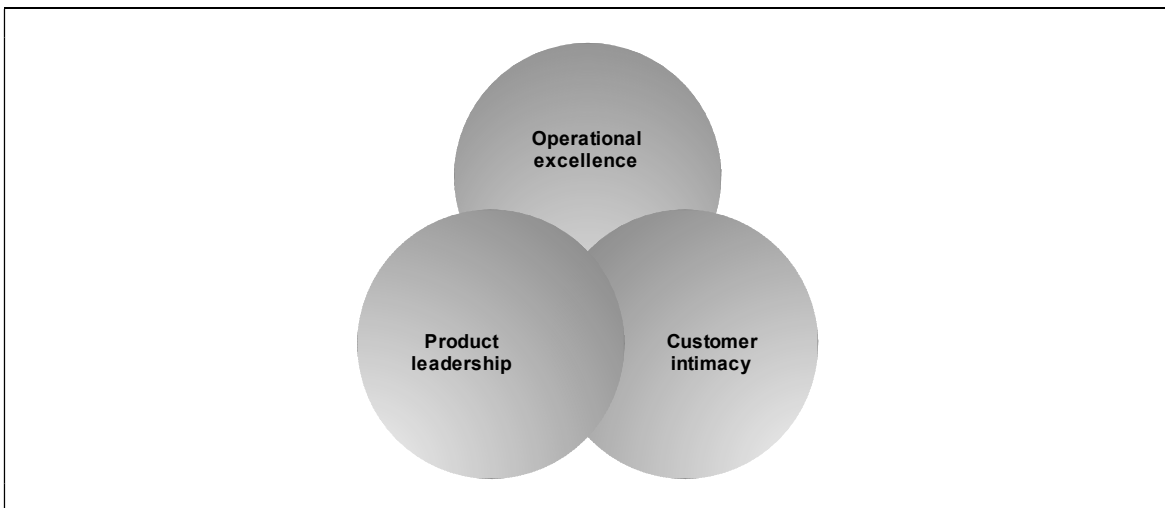 Operational
excellence
Product
leadership
Customer
intimacy